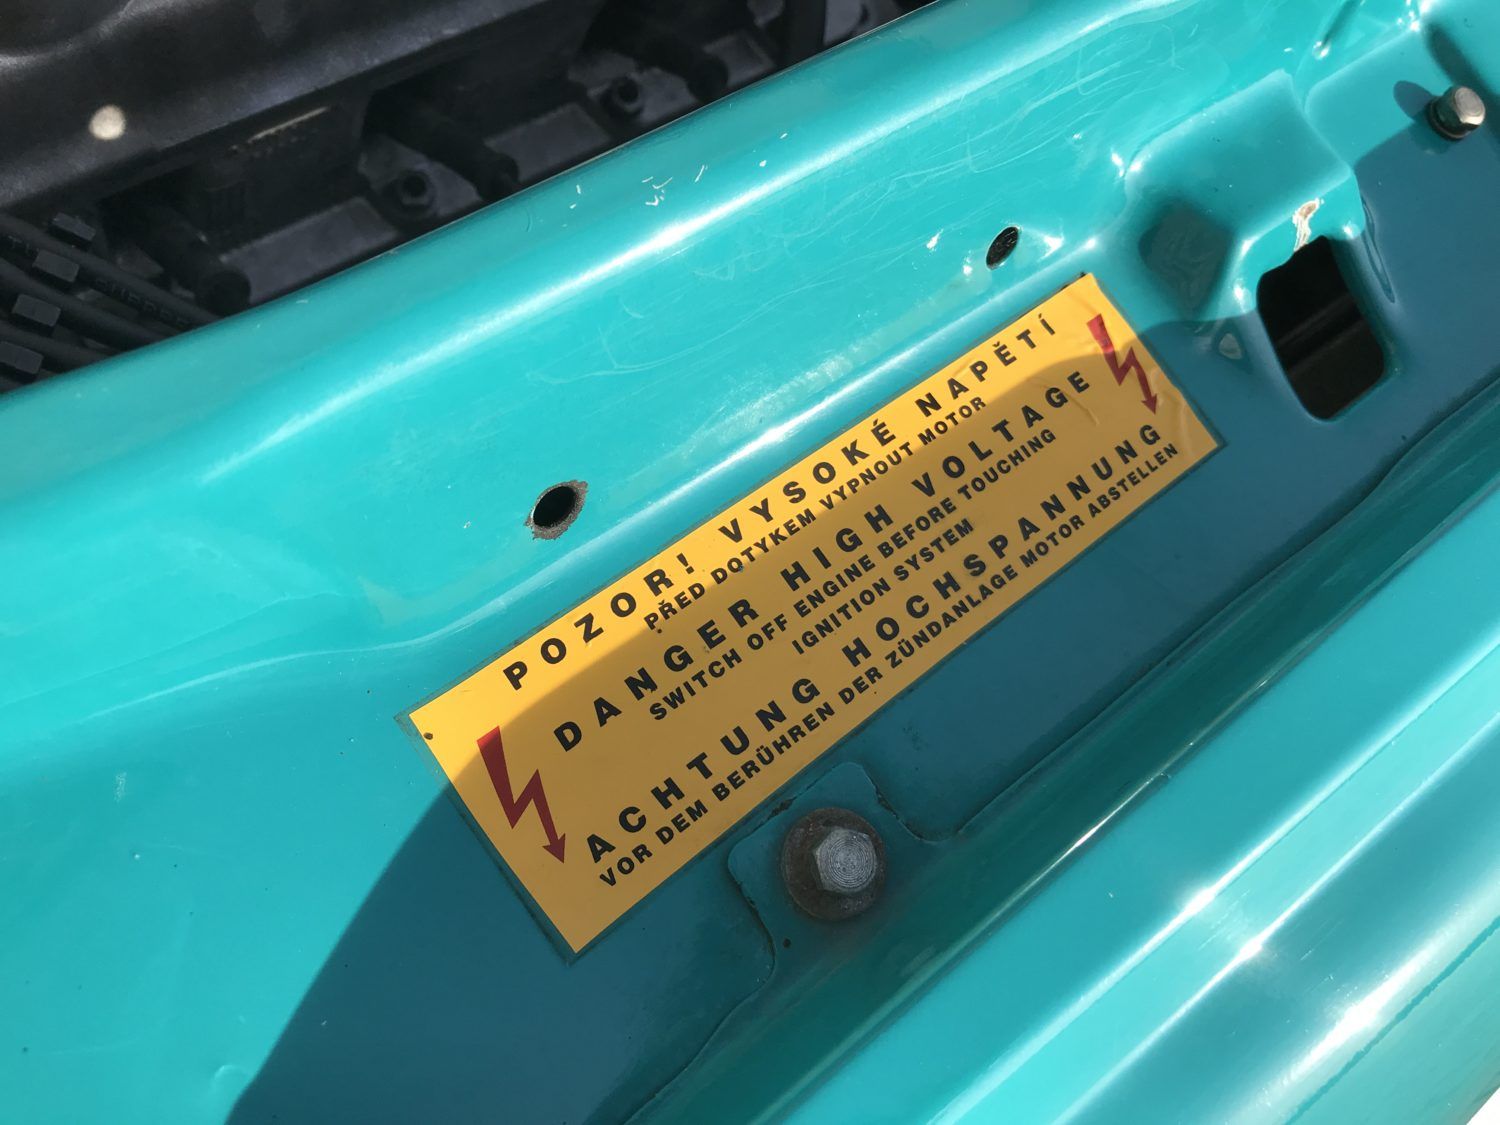 POZOR! VYSOKÉ NAPĚTÍ
PŘED DOTYKEM VYPNOUT MOTOR
DANGER HIGH VOLTAGE
SWITCH OFF ENGINE BEFORE TOUCHING
IGNITION SYSTEM
ACHTUNG HOCHSPANNUNG
VOR DEM BERÜHREN DER ZÜNDANLAGE MOTOR ABSTELLEN